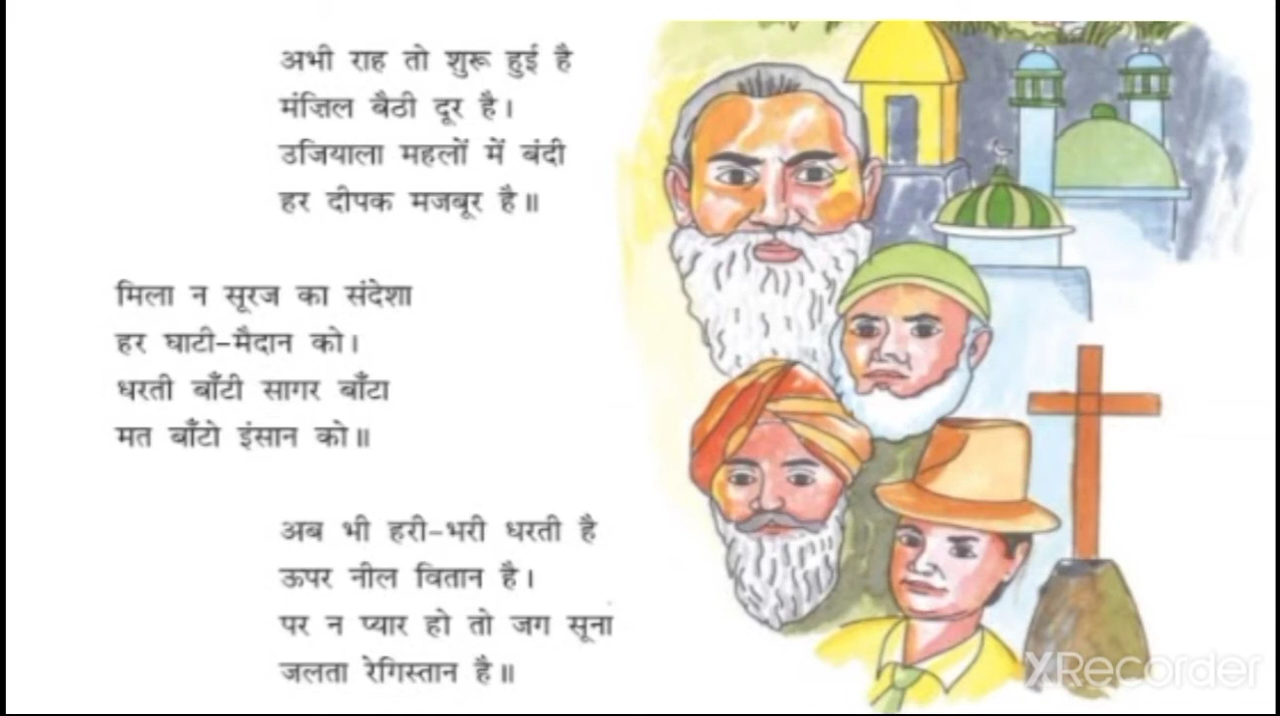 अभी राह तो शुरू हुई है
मंज़िल बैठी दूर है।
उजियाला महलों में बंदी
हर दीपक मजबूर है॥
मिला न सूरज का संदेशा
हर घाटी-मैदान को।
धरती बाँटी सागर बाँटा
मत बाँटो इंसान को॥
अब भी हरी-भरी धरती है
ऊपर नील वितान है।
पर न प्यार हो तो जग सूना
जलता रेगिस्तान है॥
XRecorder